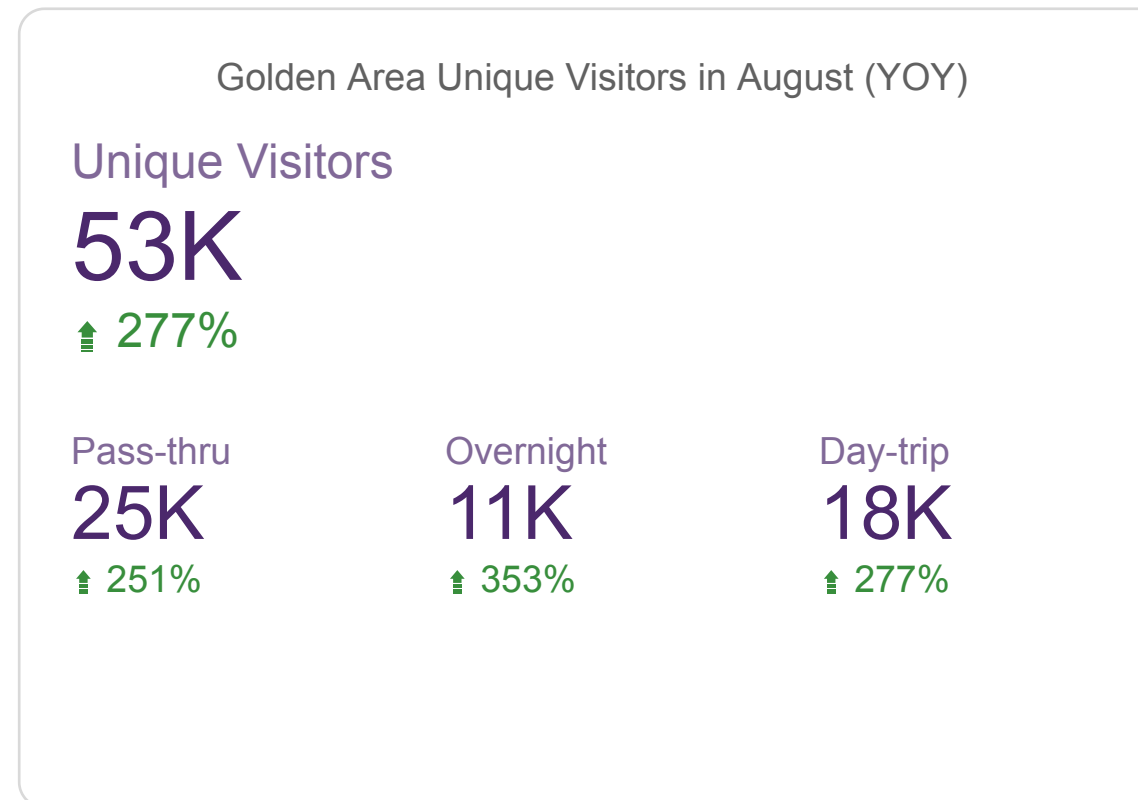 Golden Area Unique Visitors in August (YOY)
Unique Visitors
53K
277%
Pass-thru Overnight Day-trip
25K 11K 18K
251% 353% 277%